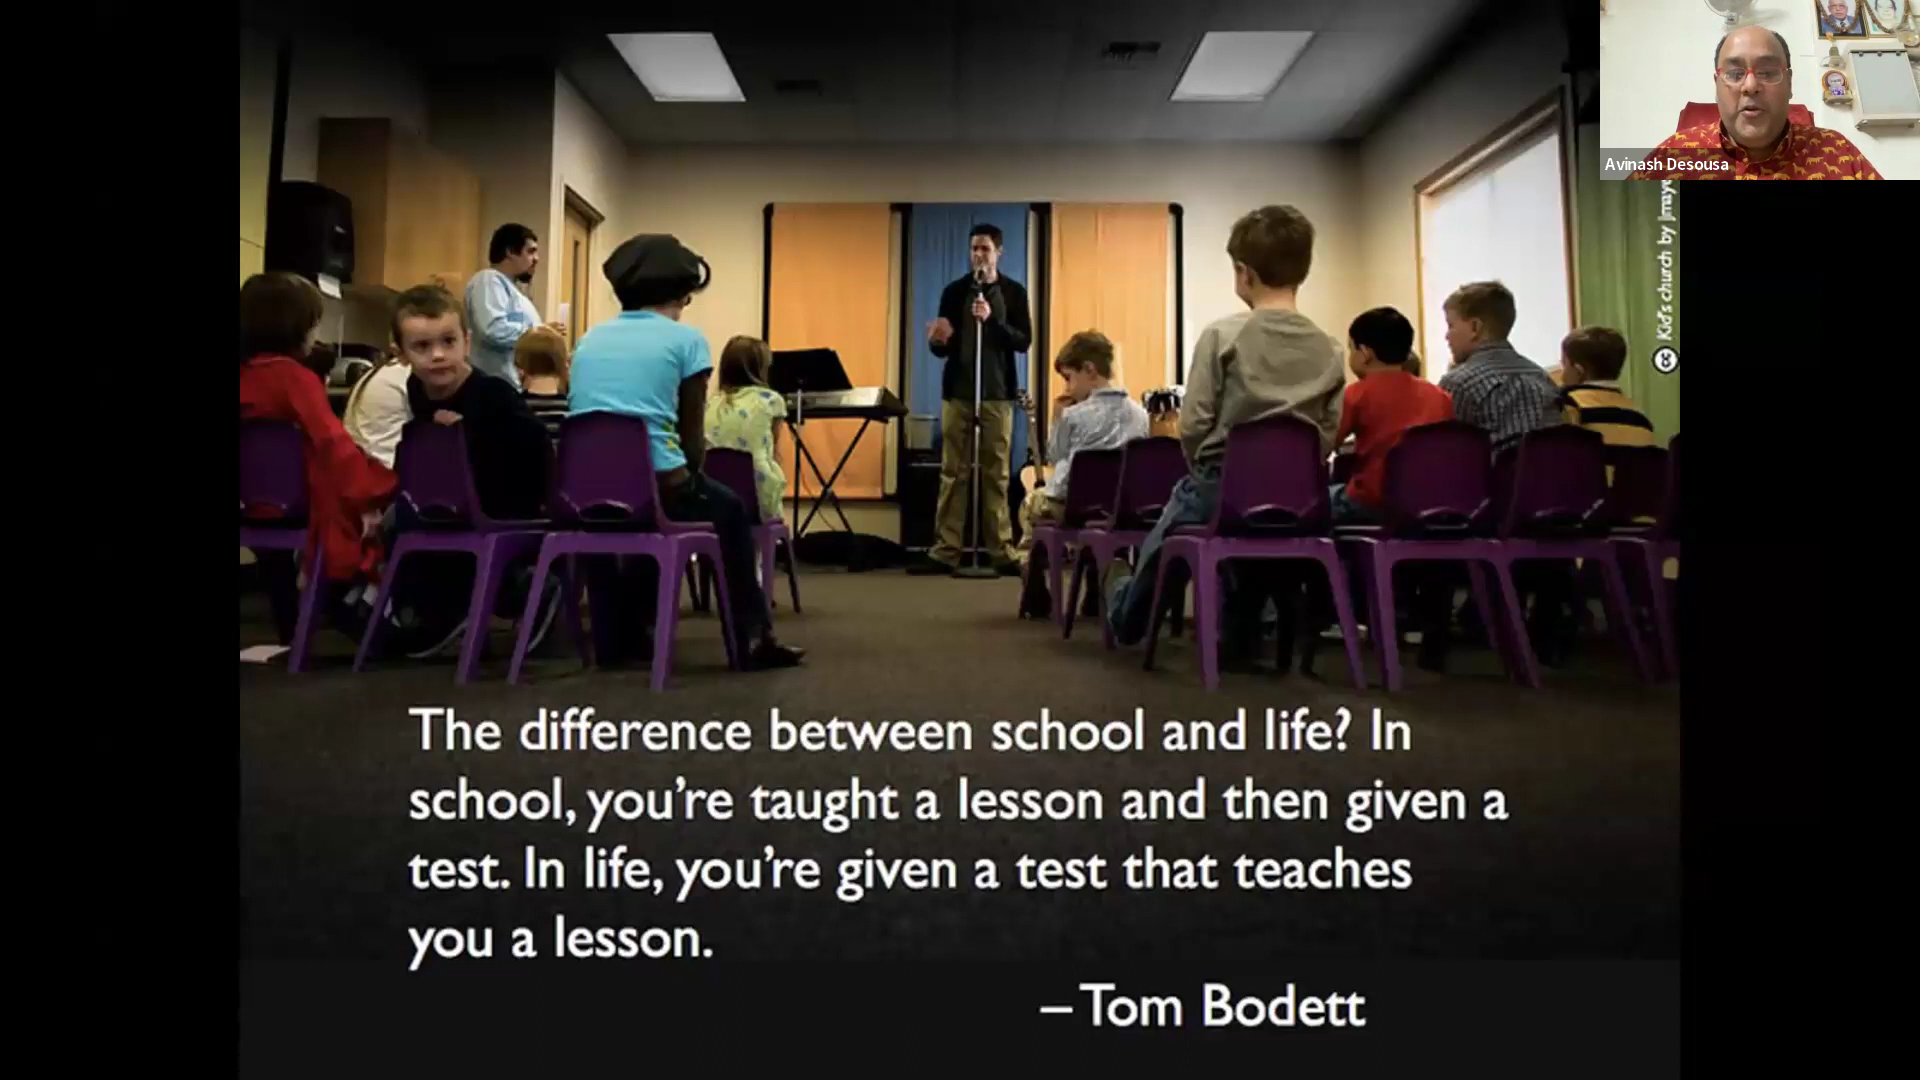 Avinash Desousa
Kid's church by jmaye
The difference between school and life? In
school, you're taught a lesson and then given a
test. In life, you're given a test that teaches
you a lesson.
– Tom Bodett